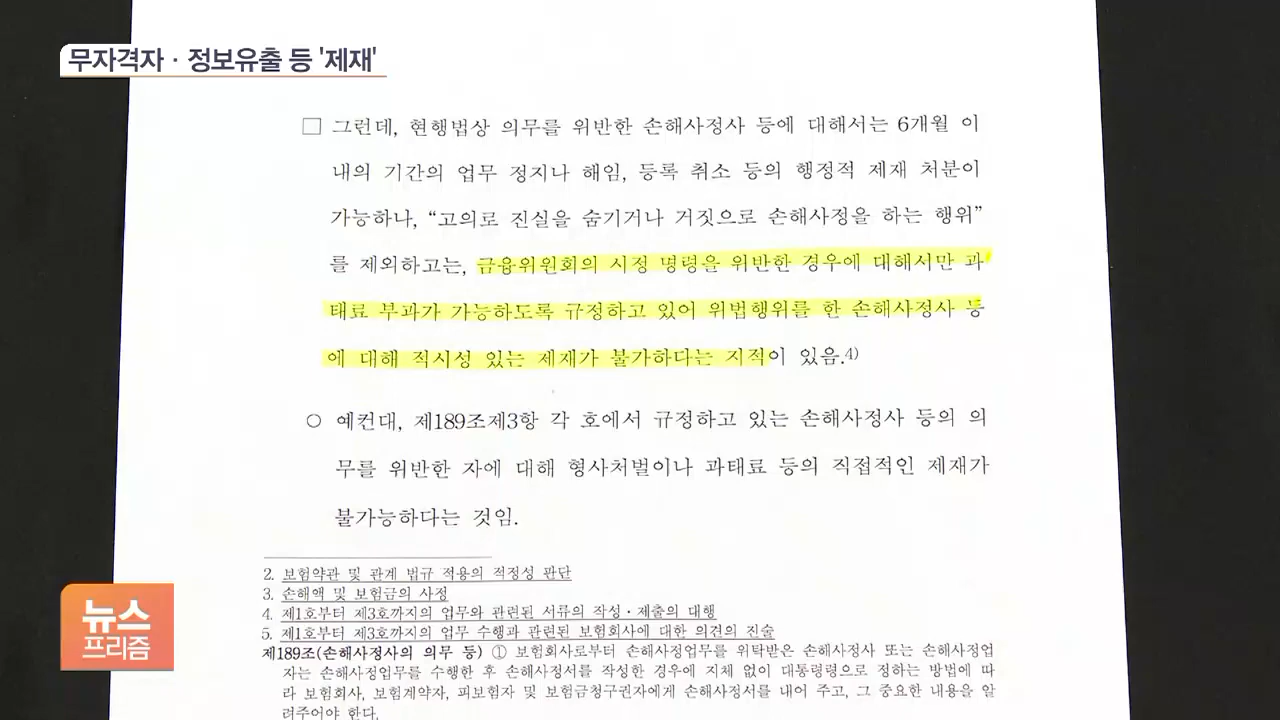 무자격자 · 정보유출 등 '제재'
□ 그런데, 현행법상 의무를 위반한 손해사정사 등에 대해서는 6개월 이
내의 기간의 업무 정지나 해임, 등록 취소 등의 행정적 제재 처분이
가능하나, “고의로 진실을 숨기거나 거짓으로 손해사정을 하는 행위”
를 제외하고는, 금융위원회의 시정 명령을 위반한 경우에 대해서만 과
태료 부과가 가능하도록 규정하고 있어 위법행위를 한 손해사정사 등
에 대해 적시성 있는 제재가 불가하다는 지적이 있음.4)
○ 예컨대, 제189조제3항 각 호에서 규정하고 있는 손해사정사 등의 의
무를 위반한 자에 대해 형사처벌이나 과태료 등의 직접적인 제재가
불가능하다는 것임.
2. 보험약관 및 관계 법규 적용의 적정성 판단
3. 손해액 및 보험금의 사정
4. 제1호부터 제3호까지의 업무와 관련된 서류의 작성·제출의 대행
5. 제1호부터 제3호까지의 업무 수행과 관련된 보험회사에 대한 의견의 진술
제189조(손해사정사의 의무 등) ① 보험회사로부터 손해사정업무를 위탁받은 손해사정사 또는 손해사정업
자는 손해사정업무를 수행한 후 손해사정서를 작성한 경우에 지체 없이 대통령령으로 정하는 방법에 따
라 보험회사, 보험계약자, 피보험자 및 보험금청구권자에게 손해사정서를 내어 주고, 그 중요한 내용을 알
려주어야 한다.
뉴스
프리즘